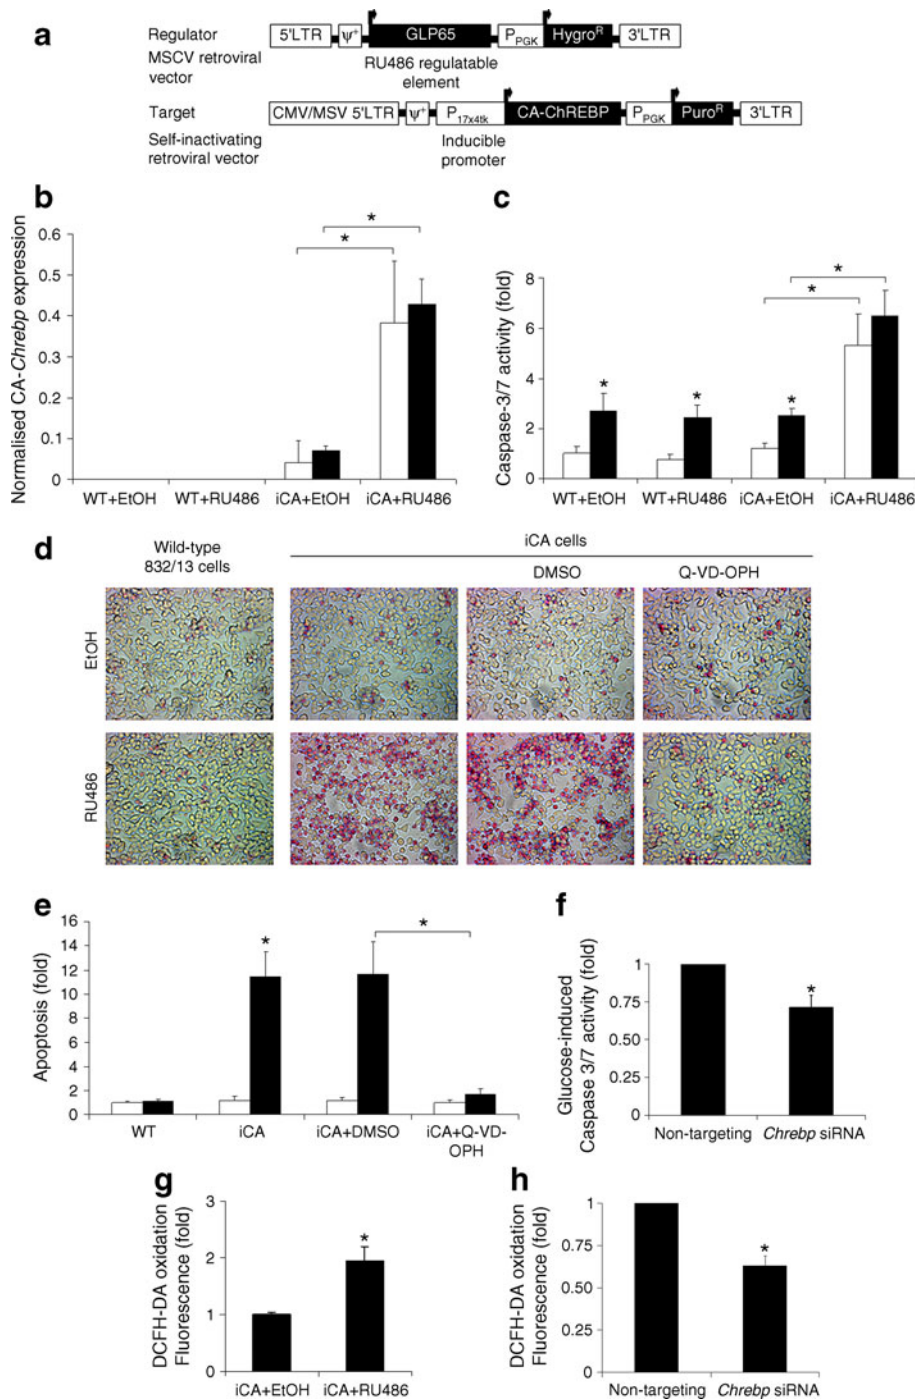 a
Regulator
5'LTR
ψ⁺
GLP65
P_PGK
Hygro^R
3'LTR
MSCV retroviral
vector
RU486 regulatable
element
Target
CMV/MSV 5'LTR
ψ⁺
P_17x4tk
CA-ChREBP
P_PGK
Puro^R
3'LTR
Self-inactivating
retroviral vector
Inducible
promoter
b
Normalised CA-Chrebp expression
0.6
0.5
0.4
0.3
0.2
0.1
0
*
*
WT+EtOH
WT+RU486
iCA+EtOH
iCA+RU486
c
Caspase-3/7 activity (fold)
8
6
4
2
0
*
*
*
*
*
WT+EtOH
WT+RU486
iCA+EtOH
iCA+RU486
d
Wild-type
832/13 cells
iCA cells
DMSO
Q-VD-OPH
EtOH
RU486
e
Apoptosis (fold)
16
14
12
10
8
6
4
2
0
*
*
WT
iCA
iCA+DMSO
iCA+Q-VD-
OPH
f
Glucose-induced
Caspase 3/7 activity (fold)
1
0.75
0.50
0.25
0
*
Non-targeting
Chrebp siRNA
g
DCFH-DA oxidation
Fluorescence (fold)
3
2
1
0
*
iCA+EtOH
iCA+RU486
h
DCFH-DA oxidation
Fluorescence (fold)
1
0.75
0.50
0.25
0
*
Non-targeting
Chrebp siRNA